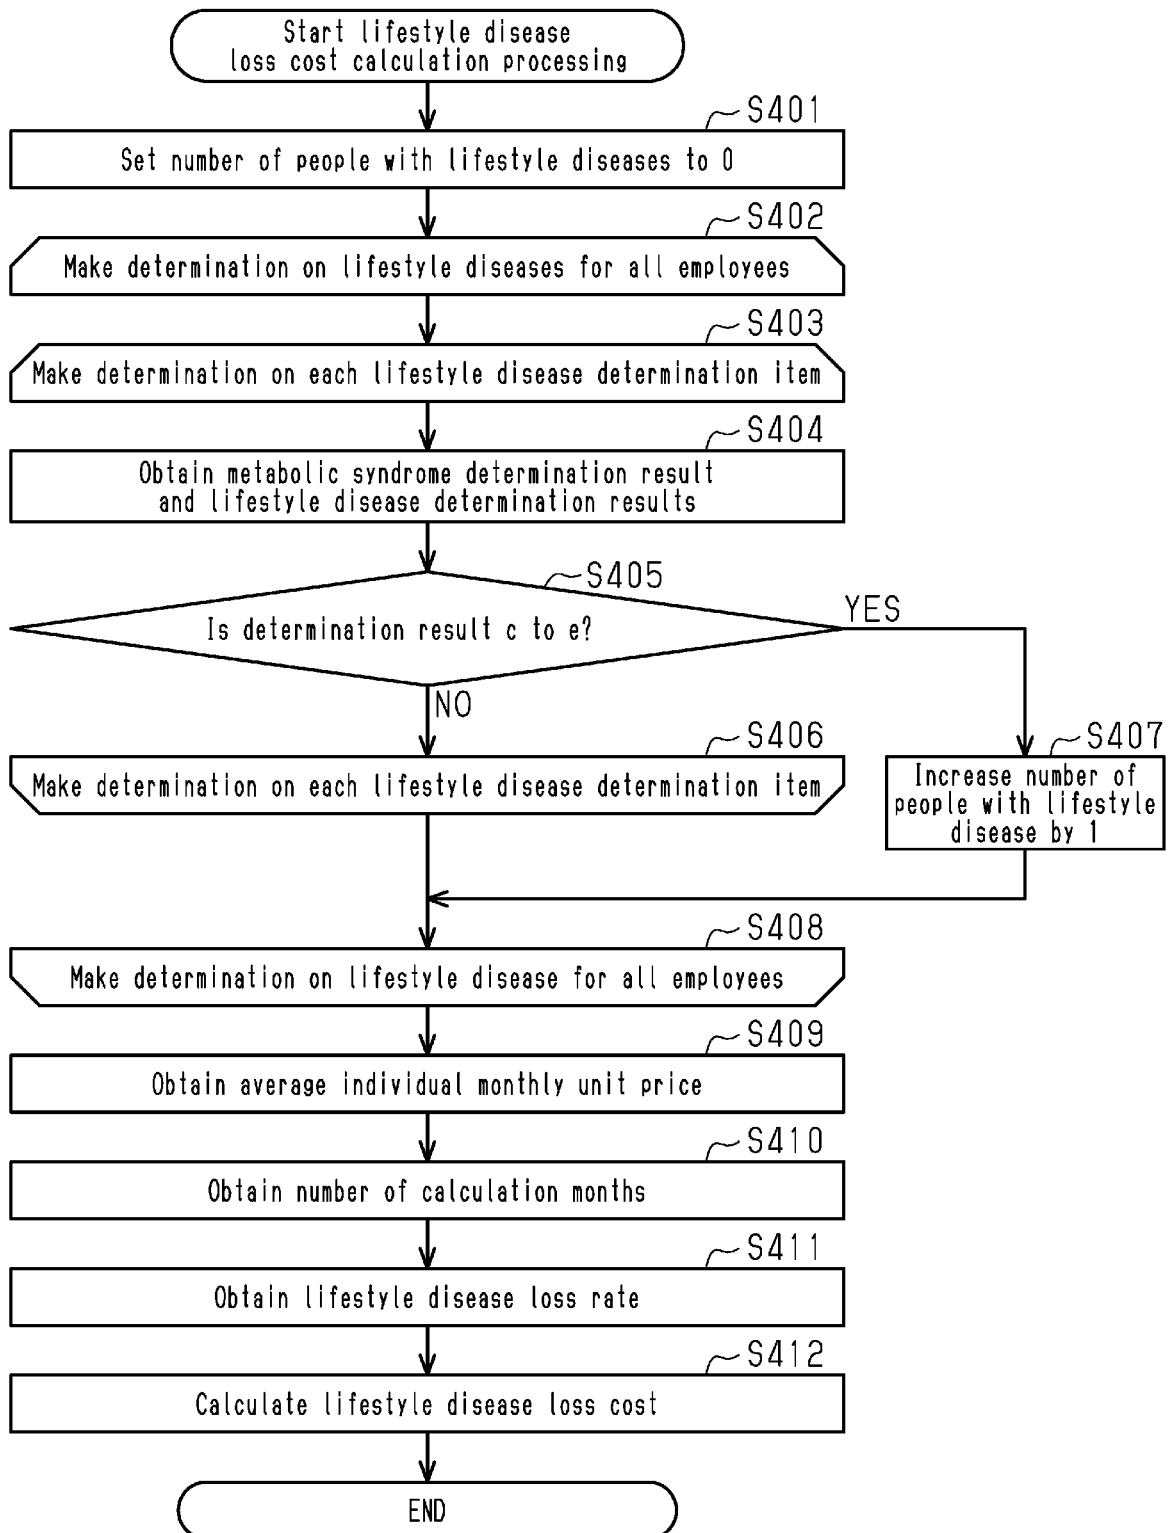 Start lifestyle disease
loss cost calculation processing
S401
Set number of people with lifestyle diseases to 0
S402
Make determination on lifestyle diseases for all employees
S403
Make determination on each lifestyle disease determination item
S404
Obtain metabolic syndrome determination result
and lifestyle disease determination results
S405
Is determination result c to e?
YES
NO
S406
Make determination on each lifestyle disease determination item
S407
Increase number of
people with lifestyle
disease by 1
S408
Make determination on lifestyle disease for all employees
S409
Obtain average individual monthly unit price
S410
Obtain number of calculation months
S411
Obtain lifestyle disease loss rate
S412
Calculate lifestyle disease loss cost
END